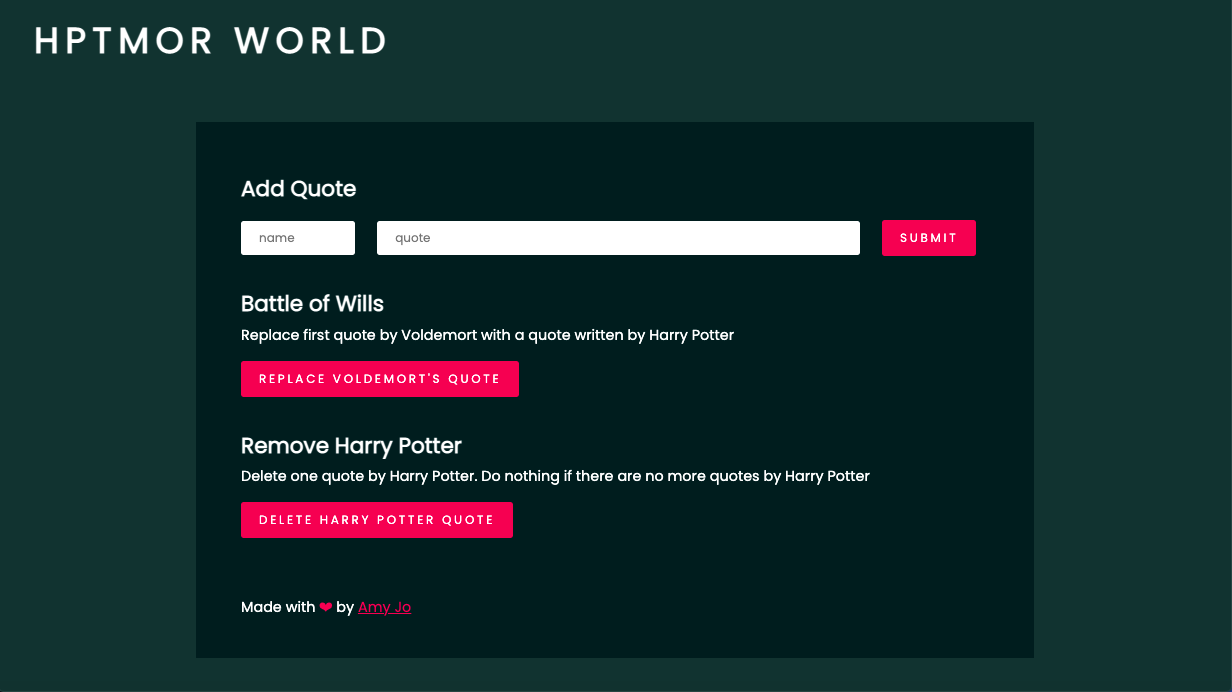 HPTMOR WORLD
Add Quote
name quote SUBMIT
Battle of Wills
Replace first quote by Voldemort with a quote written by Harry Potter
REPLACE VOLDEMORT'S QUOTE
Remove Harry Potter
Delete one quote by Harry Potter. Do nothing if there are no more quotes by Harry Potter
DELETE HARRY POTTER QUOTE
Made with ❤ by Amy Jo